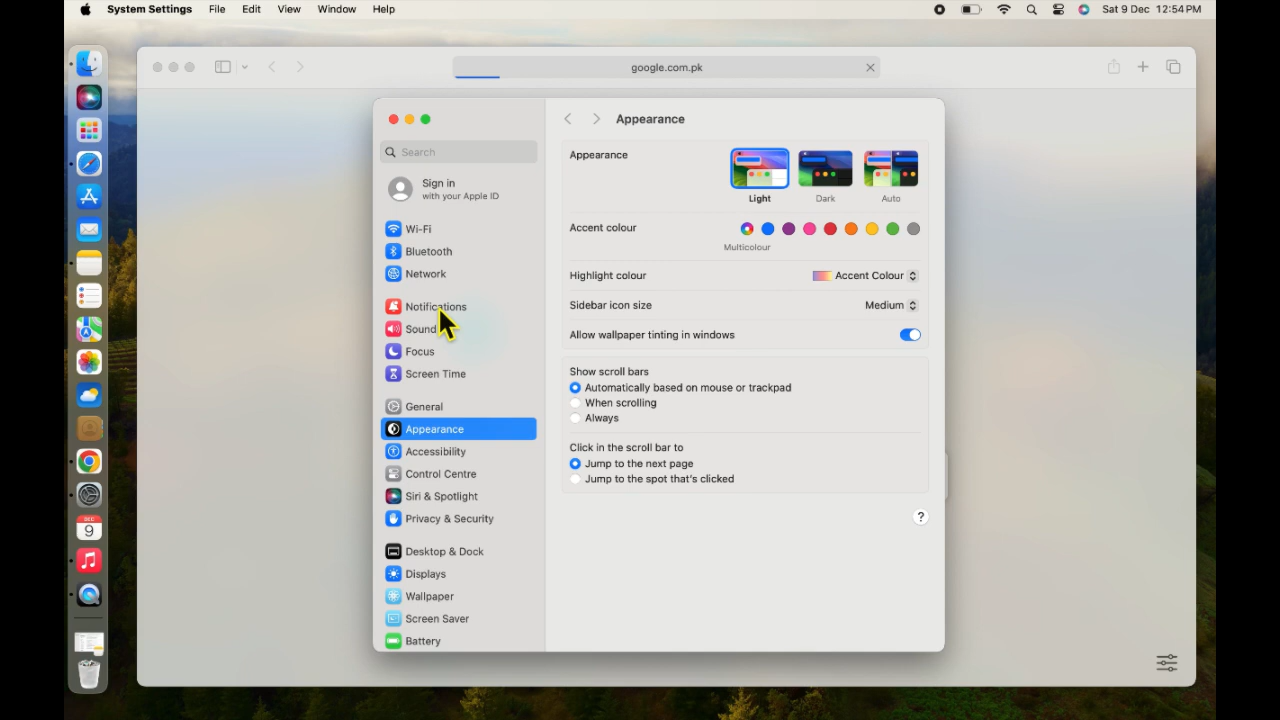 System Settings File Edit View Window Help Sat 9 Dec 12:54 PM
google.com.pk
Appearance
Search
Sign in
with your Apple ID
Wi-Fi
Bluetooth
Network
Notifications
Sound
Focus
Screen Time
General
Appearance
Accessibility
Control Centre
Siri & Spotlight
Privacy & Security
Desktop & Dock
Displays
Wallpaper
Screen Saver
Battery
Appearance
Light Dark Auto
Accent colour
Multicolour
Highlight colour Accent Colour
Sidebar icon size Medium
Allow wallpaper tinting in windows
Show scroll bars
Automatically based on mouse or trackpad
When scrolling
Always
Click in the scroll bar to
Jump to the next page
Jump to the spot that's clicked
?
DEC
9